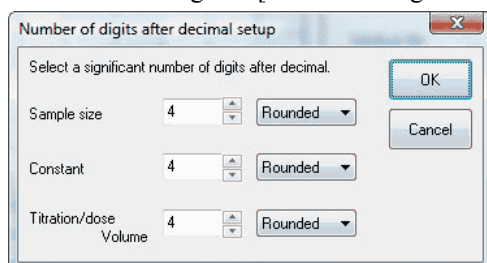 Number of digits after decimal setup
Select a significant number of digits after decimal.
OK
Sample size 4 Rounded
Cancel
Constant 4 Rounded
Titration/dose
Volume 4 Rounded